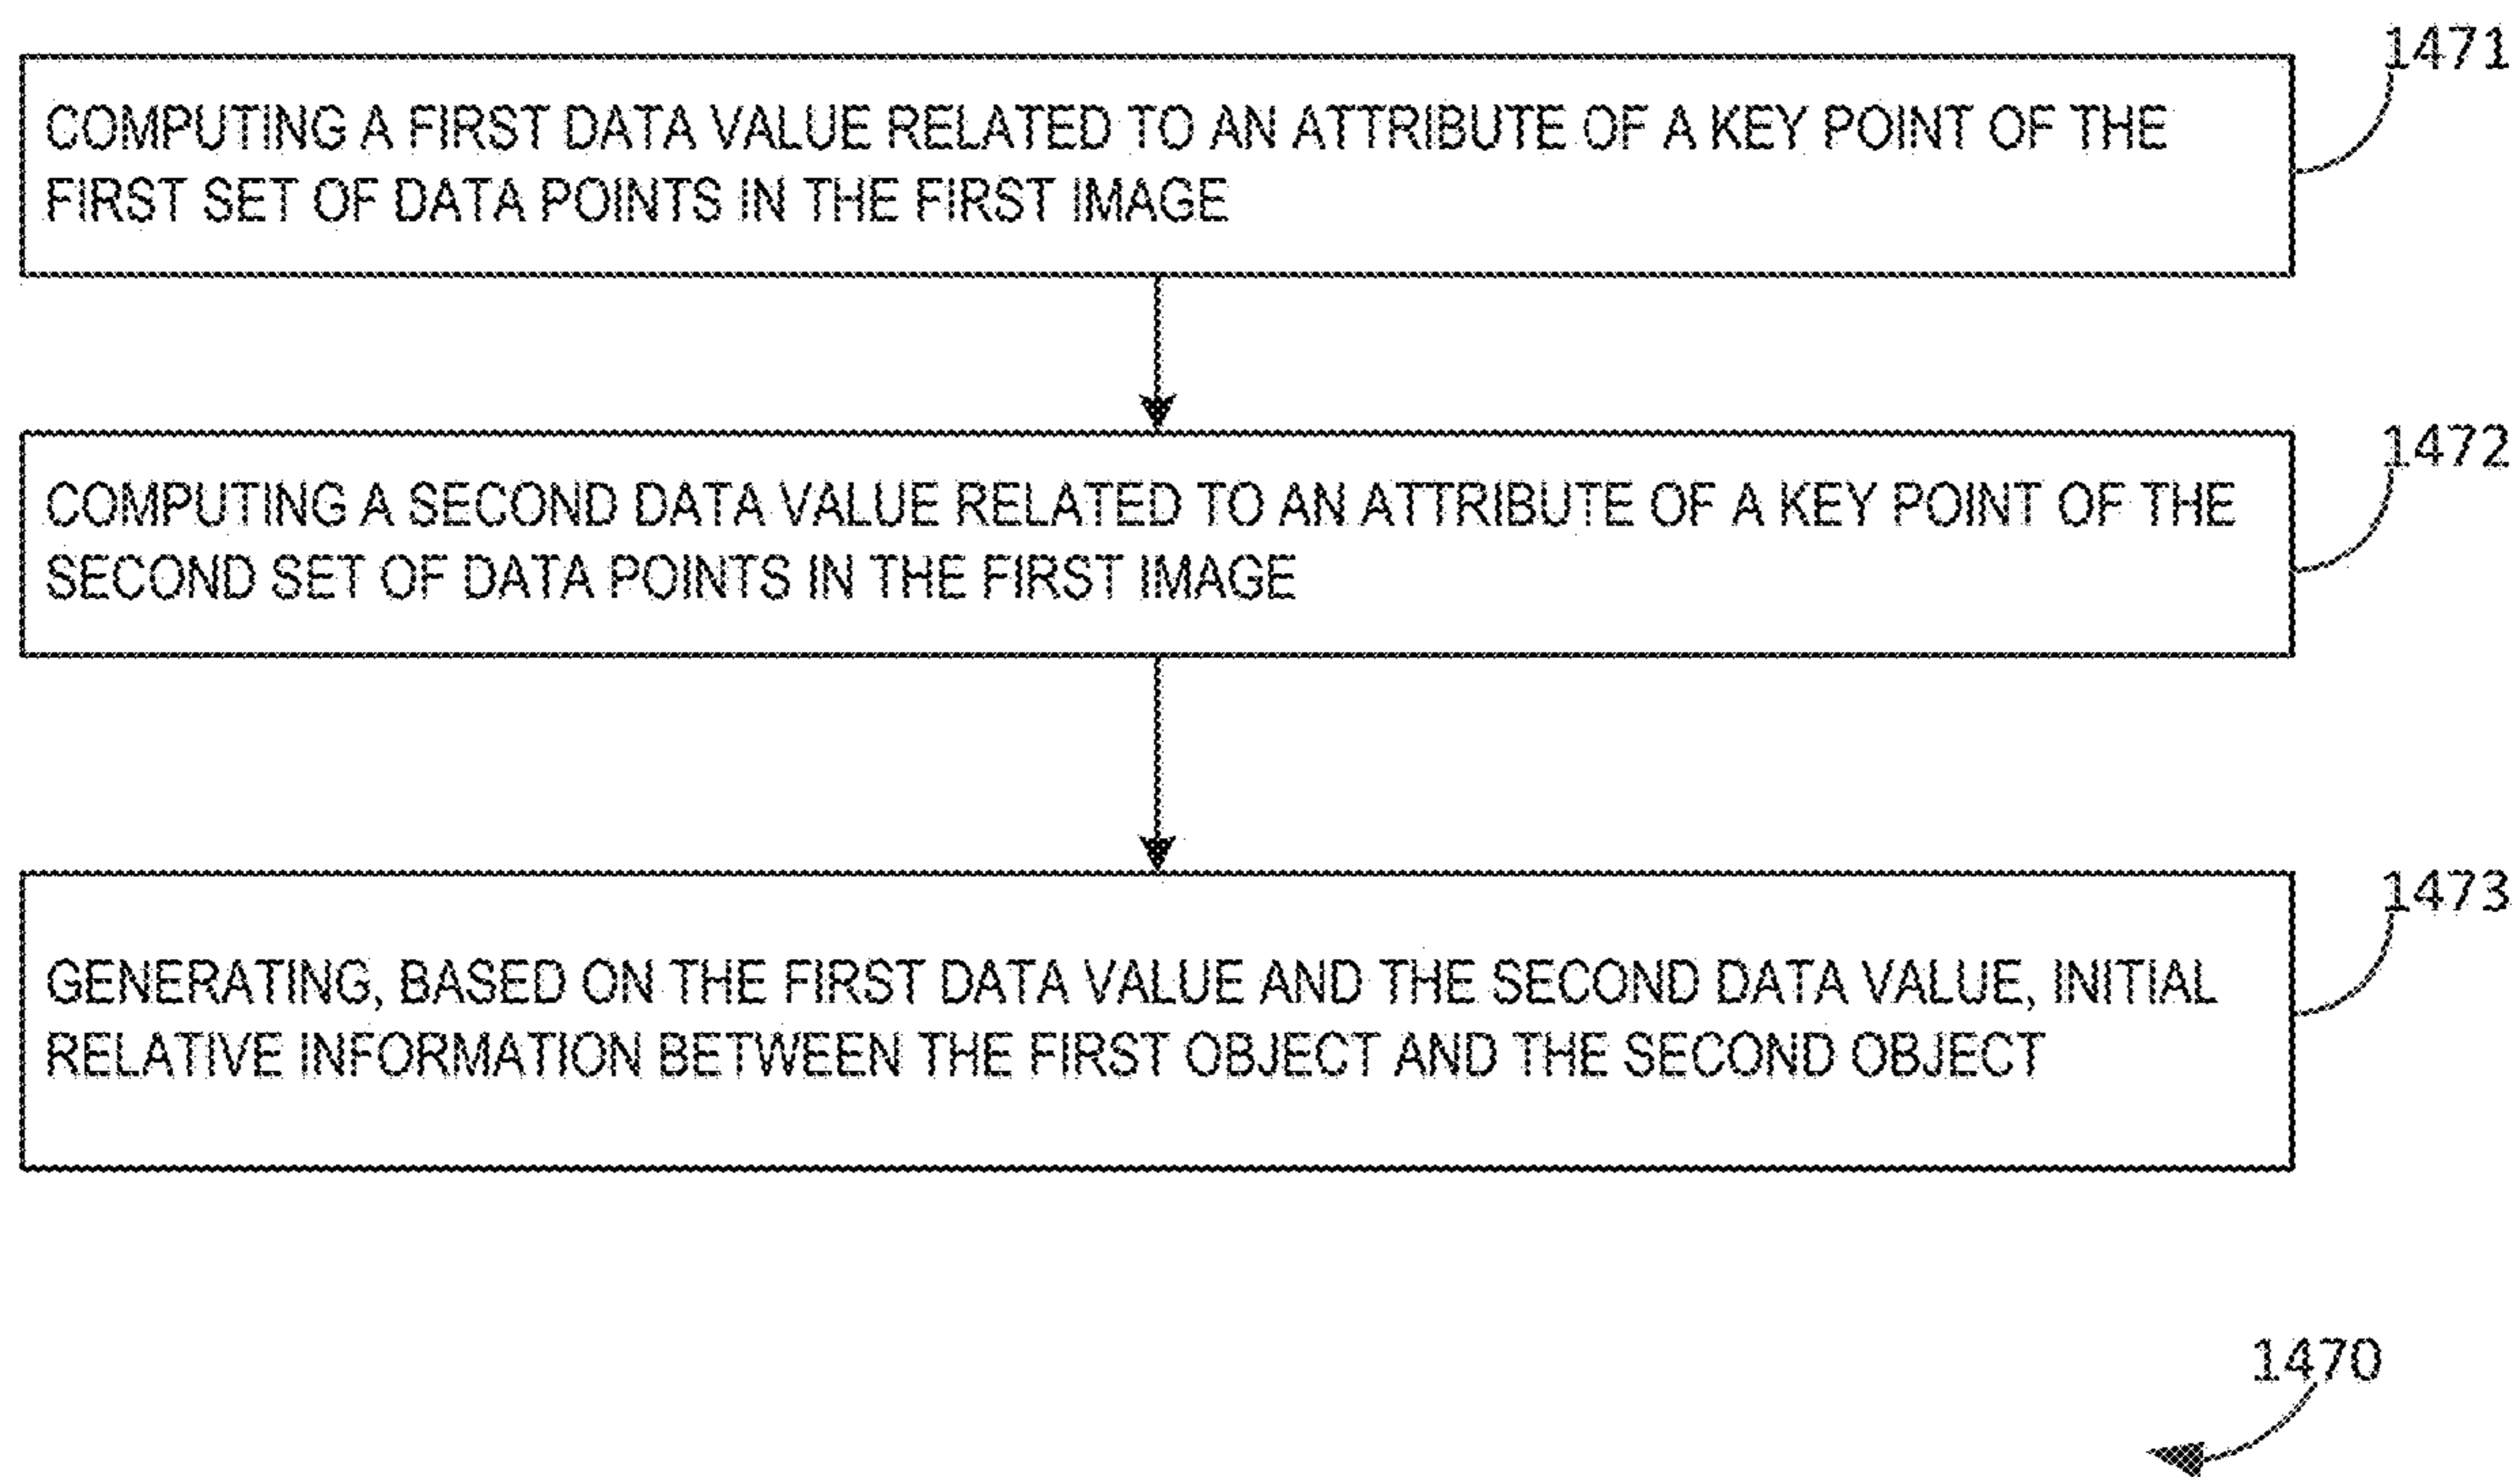 1471
COMPUTING A FIRST DATA VALUE RELATED TO AN ATTRIBUTE OF A KEY POINT OF THE
FIRST SET OF DATA POINTS IN THE FIRST IMAGE
1472
COMPUTING A SECOND DATA VALUE RELATED TO AN ATTRIBUTE OF A KEY POINT OF THE
SECOND SET OF DATA POINTS IN THE FIRST IMAGE
1473
GENERATING, BASED ON THE FIRST DATA VALUE AND THE SECOND DATA VALUE, INITIAL
RELATIVE INFORMATION BETWEEN THE FIRST OBJECT AND THE SECOND OBJECT
1470